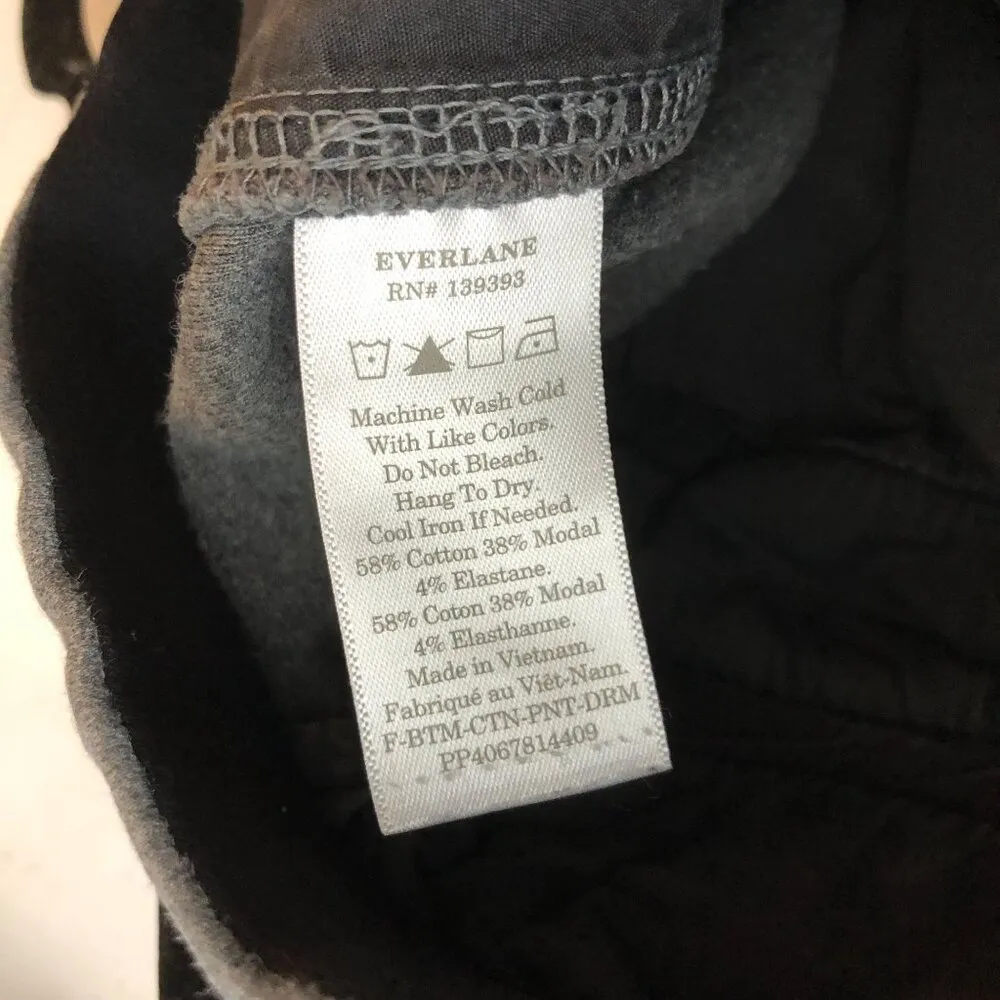 EVERLANE
RN# 139393
Machine Wash Cold
With Like Colors.
Do Not Bleach.
Hang To Dry.
Cool Iron If Needed.
58% Cotton 38% Modal
4% Elastane.
58% Coton 38% Modal
4% Elasthanne.
Made in Vietnam.
Fabriqué au Viêt-Nam.
F-BTM-CTN-PNT-DRM
PP4067814409